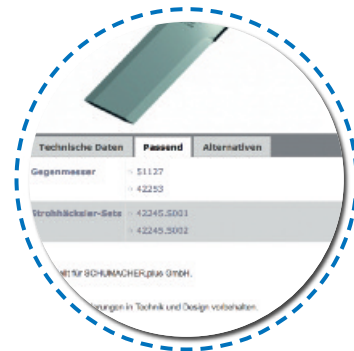 Technische Daten Passend Alternativen
Gegenmesser 51127
42253
Strohhäcksler-Sets 42245.S001
42245.S002
für SCHUMACHER,plus GmbH.
in Technik und Design vorbehalten.